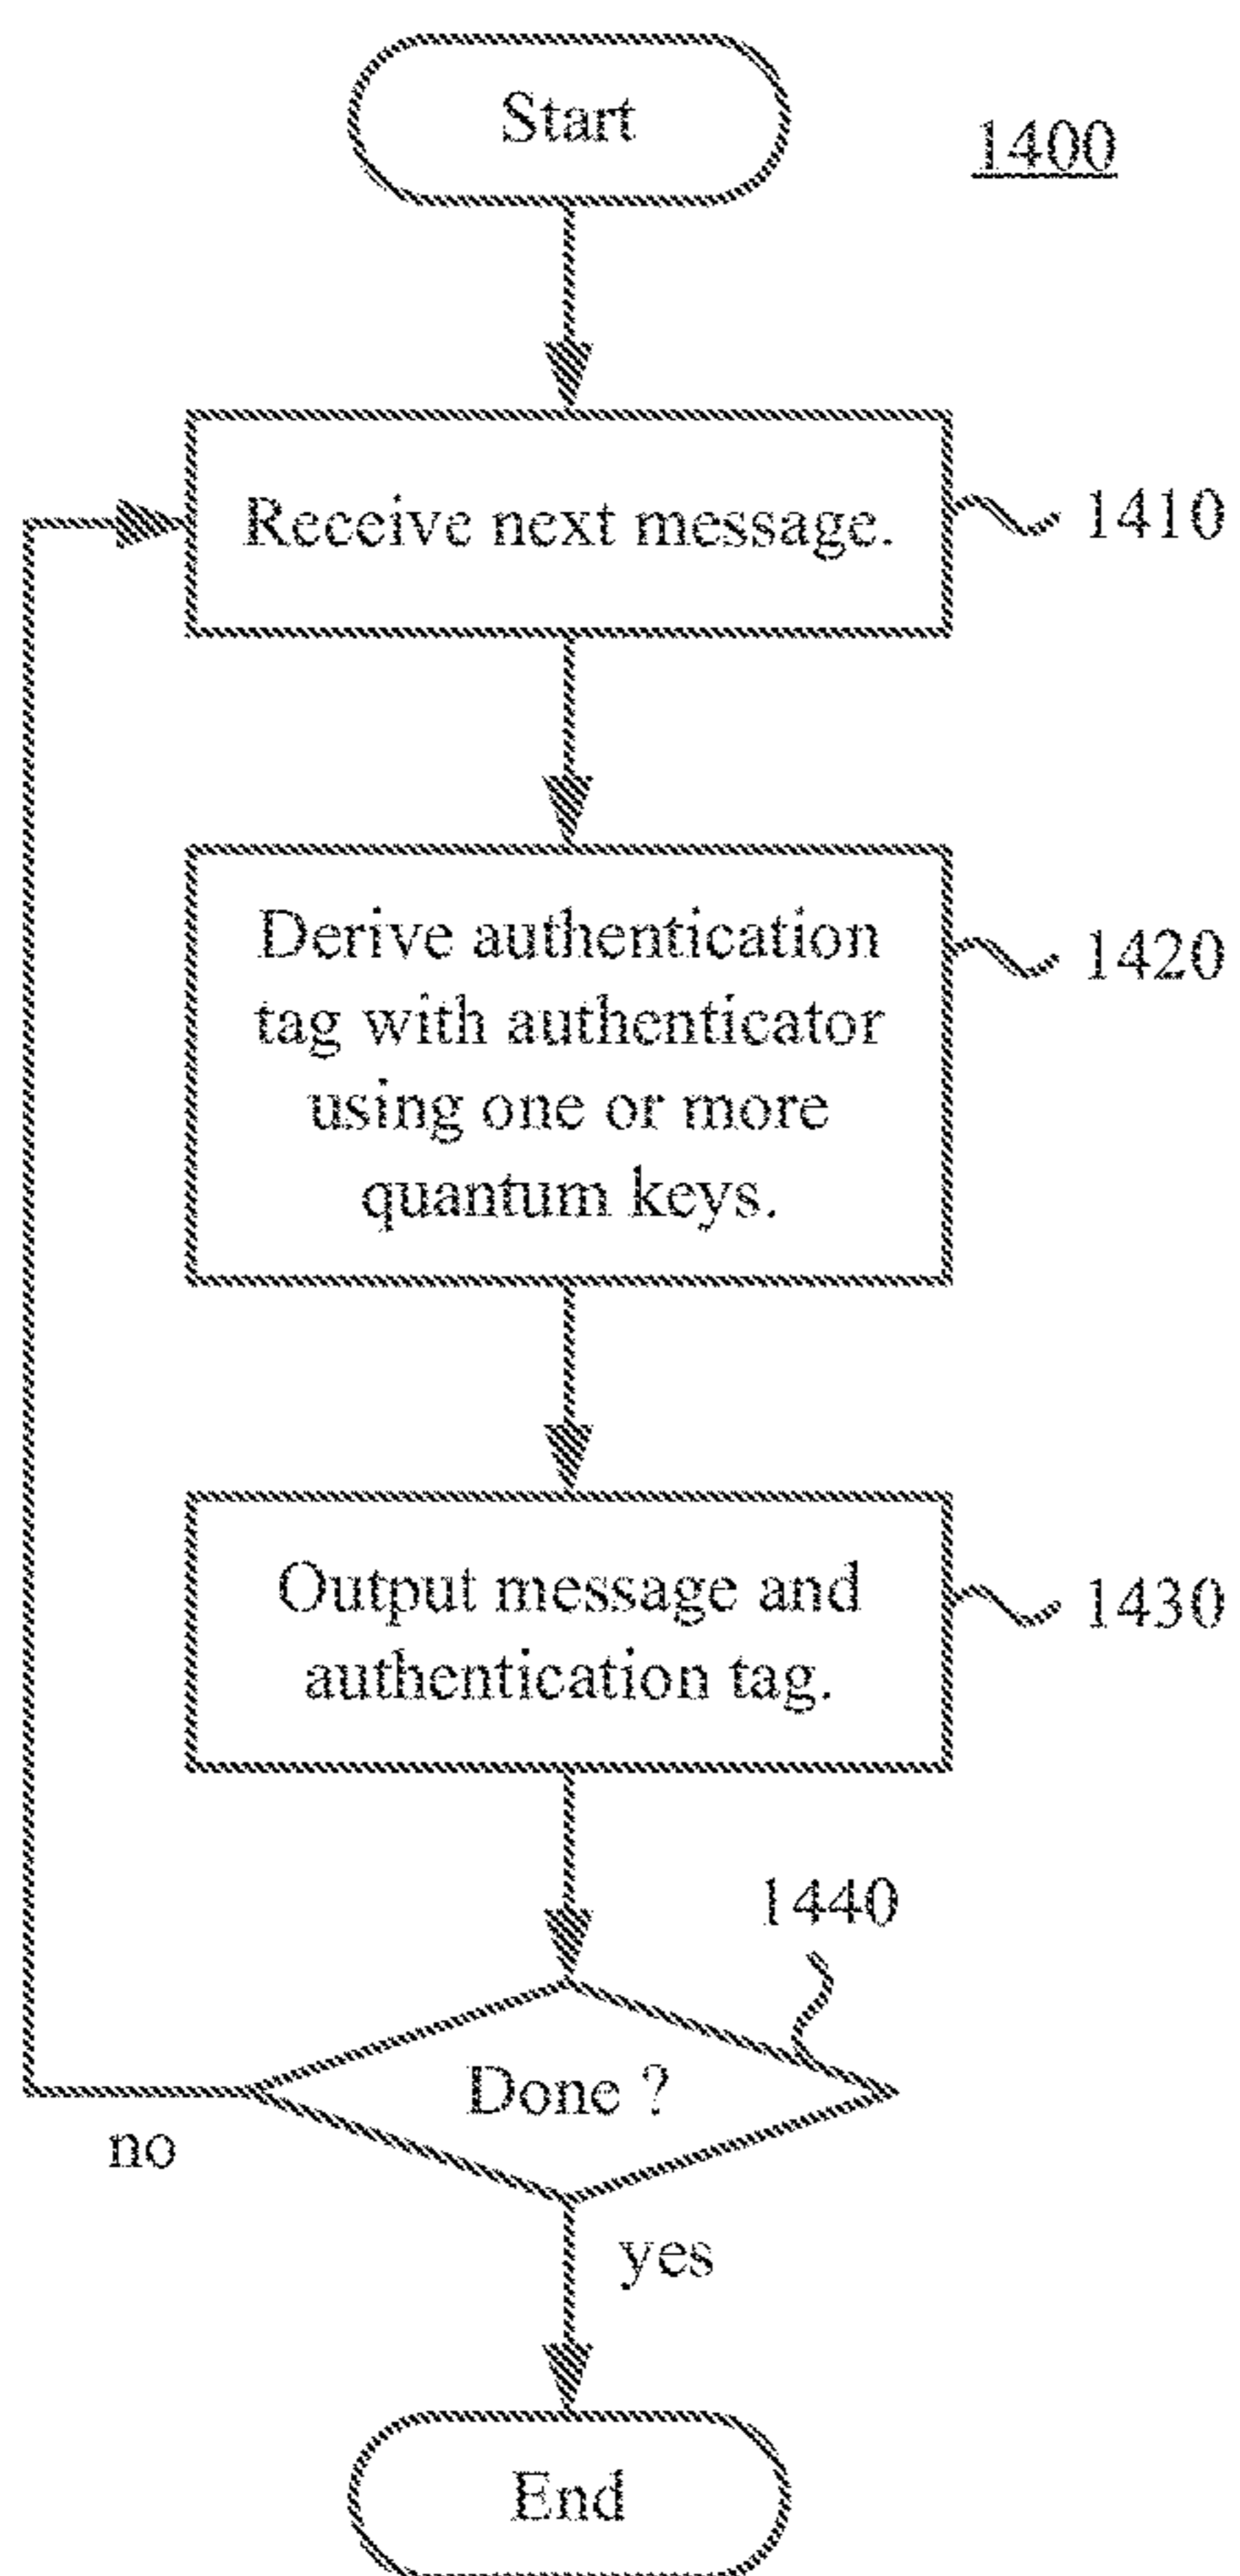 Start
1400
Receive next message.
1410
Derive authentication
1420
tag with authenticator
using one or more
quantum keys.
Output message and
1430
authentication tag.
1440
Done ?
no
yes
End